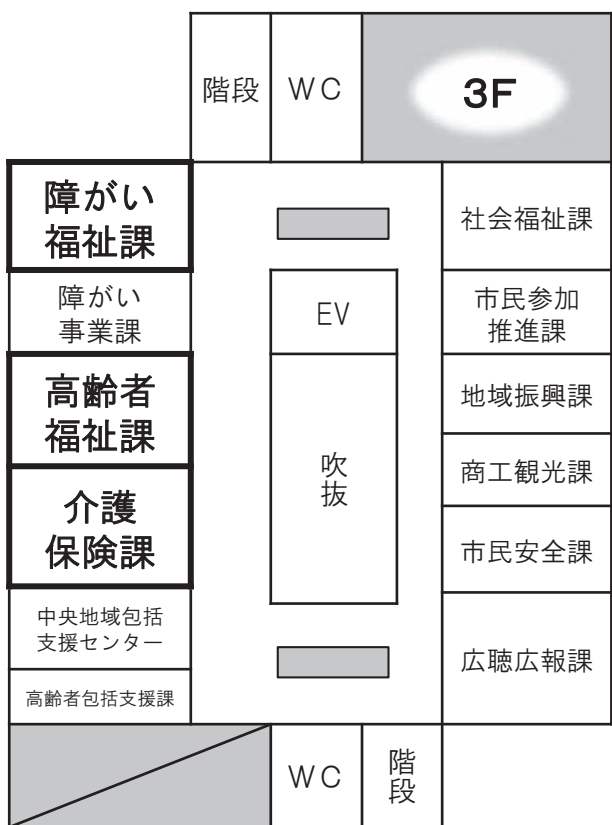 階段
WC
3F
障がい
福祉課
障がい
事業課
高齢者
福祉課
介護
保険課
中央地域包括
支援センター
高齢者包括支援課
EV
吹抜
社会福祉課
市民参加
推進課
地域振興課
商工観光課
市民安全課
広聴広報課
WC
階段